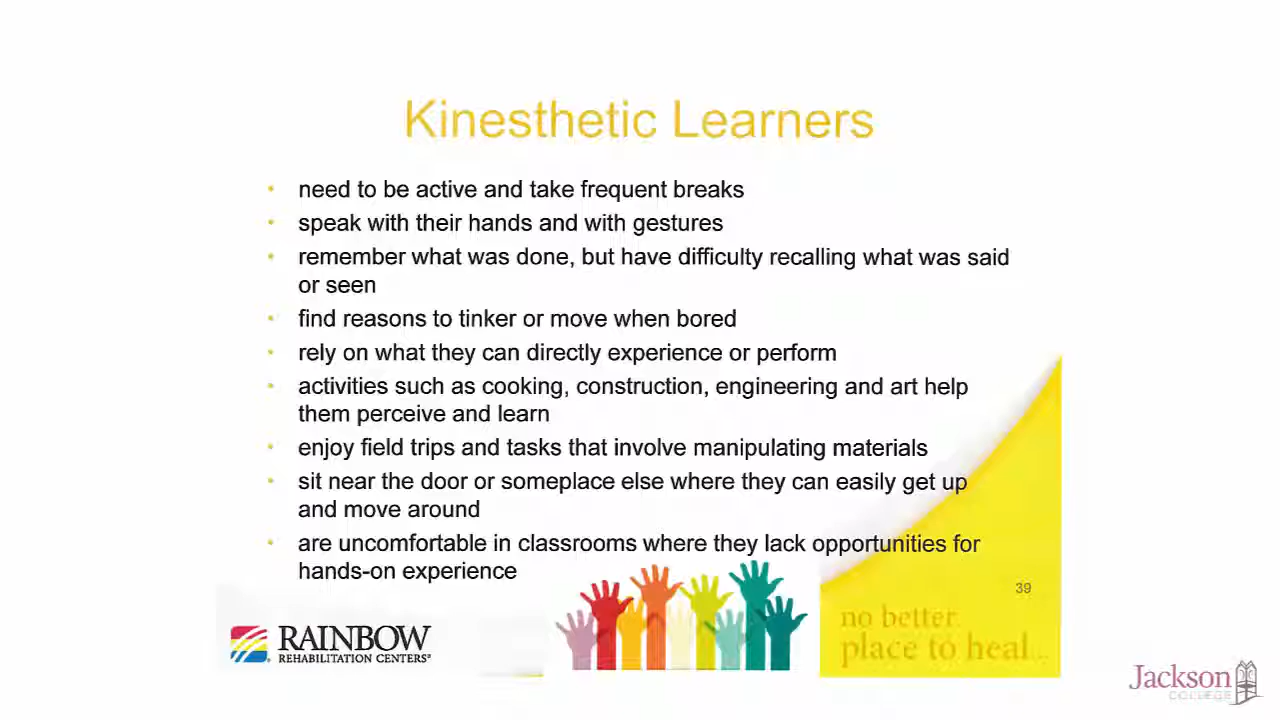 Kinesthetic Learners
• need to be active and take frequent breaks
• speak with their hands and with gestures
• remember what was done, but have difficulty recalling what was said
or seen
• find reasons to tinker or move when bored
• rely on what they can directly experience or perform
• activities such as cooking, construction, engineering and art help
them perceive and learn
• enjoy field trips and tasks that involve manipulating materials
• sit near the door or someplace else where they can easily get up
and move around
• are uncomfortable in classrooms where they lack opportunities for
hands-on experience
39
RAINBOW
REHABILITATION CENTERS®
no better
place to heal...
Jackson
COLLEGE